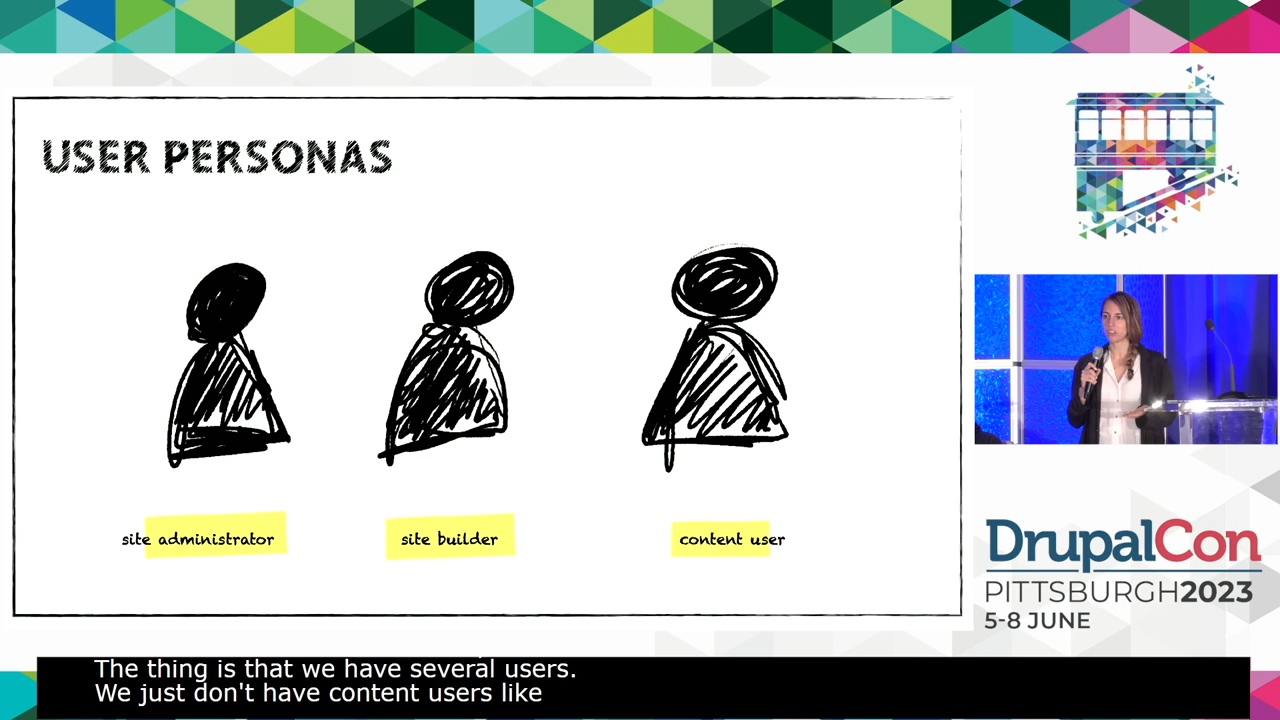 USER PERSONAS
site administrator
site builder
content user
DrupalCon
PITTSBURGH2023
5-8 JUNE
The thing is that we have several users.
We just don't have content users like